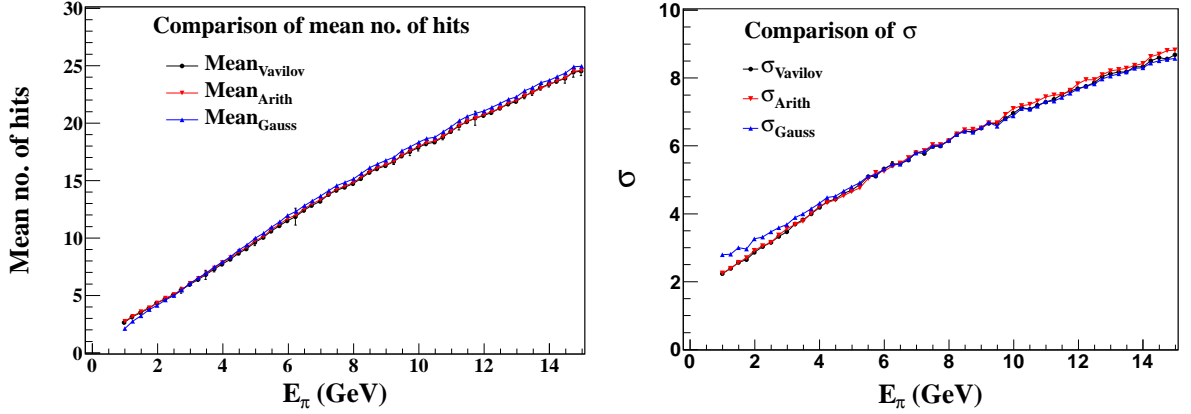 Comparison of mean no. of hits
Mean_Vavilov
Mean_Arith
Mean_Gauss
Mean no. of hits
30
25
20
15
10
5
0
0 2 4 6 8 10 12 14
E_π (GeV)
Comparison of σ
σ_Vavilov
σ_Arith
σ_Gauss
σ
10
8
6
4
2
0
0 2 4 6 8 10 12 14
E_π (GeV)